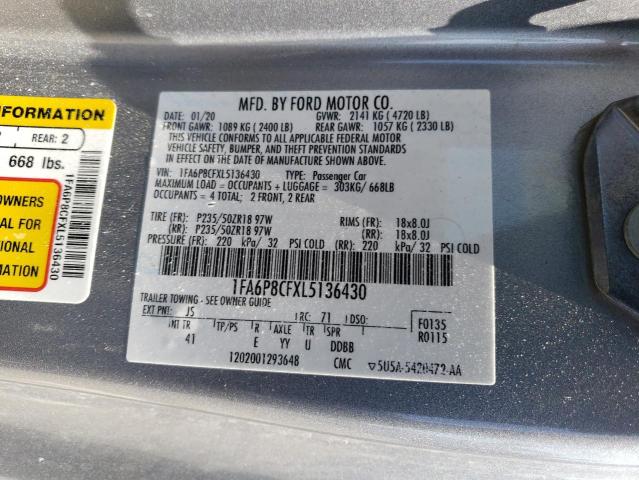 MFD. BY FORD MOTOR CO.
DATE: 01/20 GVWR: 2141 KG ( 4720 LB)
FRONT GAWR: 1089 KG ( 2400 LB) REAR GAWR: 1057 KG ( 2330 LB)
THIS VEHICLE CONFORMS TO ALL APPLICABLE FEDERAL MOTOR
VEHICLE SAFETY, BUMPER, AND THEFT PREVENTION STANDARDS
IN EFFECT ON THE DATE OF MANUFACTURE SHOWN ABOVE.
VIN: 1FA6P8CFXL5136430 TYPE: Passenger Car
MAXIMUM LOAD = OCCUPANTS + LUGGAGE = 303KG/ 668LB
OCCUPANTS = 4 TOTAL: 2 FRONT, 2 REAR
TIRE (FR): P235/50ZR18 97W RIMS (FR): 18x8.0J
(RR): P235/50ZR18 97W (RR): 18x8.0J
PRESSURE (FR): 220 kPa/ 32 PSI COLD (RR): 220 kPa/ 32 PSI COLD
1FA6P8CFXL5136430
TRAILER TOWING - SEE OWNER GUIDE
EXT PNT: JS RC: 71 DSO: F0135
INT TR TP/PS R AXLE TR SPR R0115
41 E YY U DDBB
1202001293648 CMC ▽5U5A-5420472-AA
INFORMATION
REAR: 2
668 lbs.
OWNERS
AL FOR
TIONAL
MATION
1FA6P8CFXL5136430